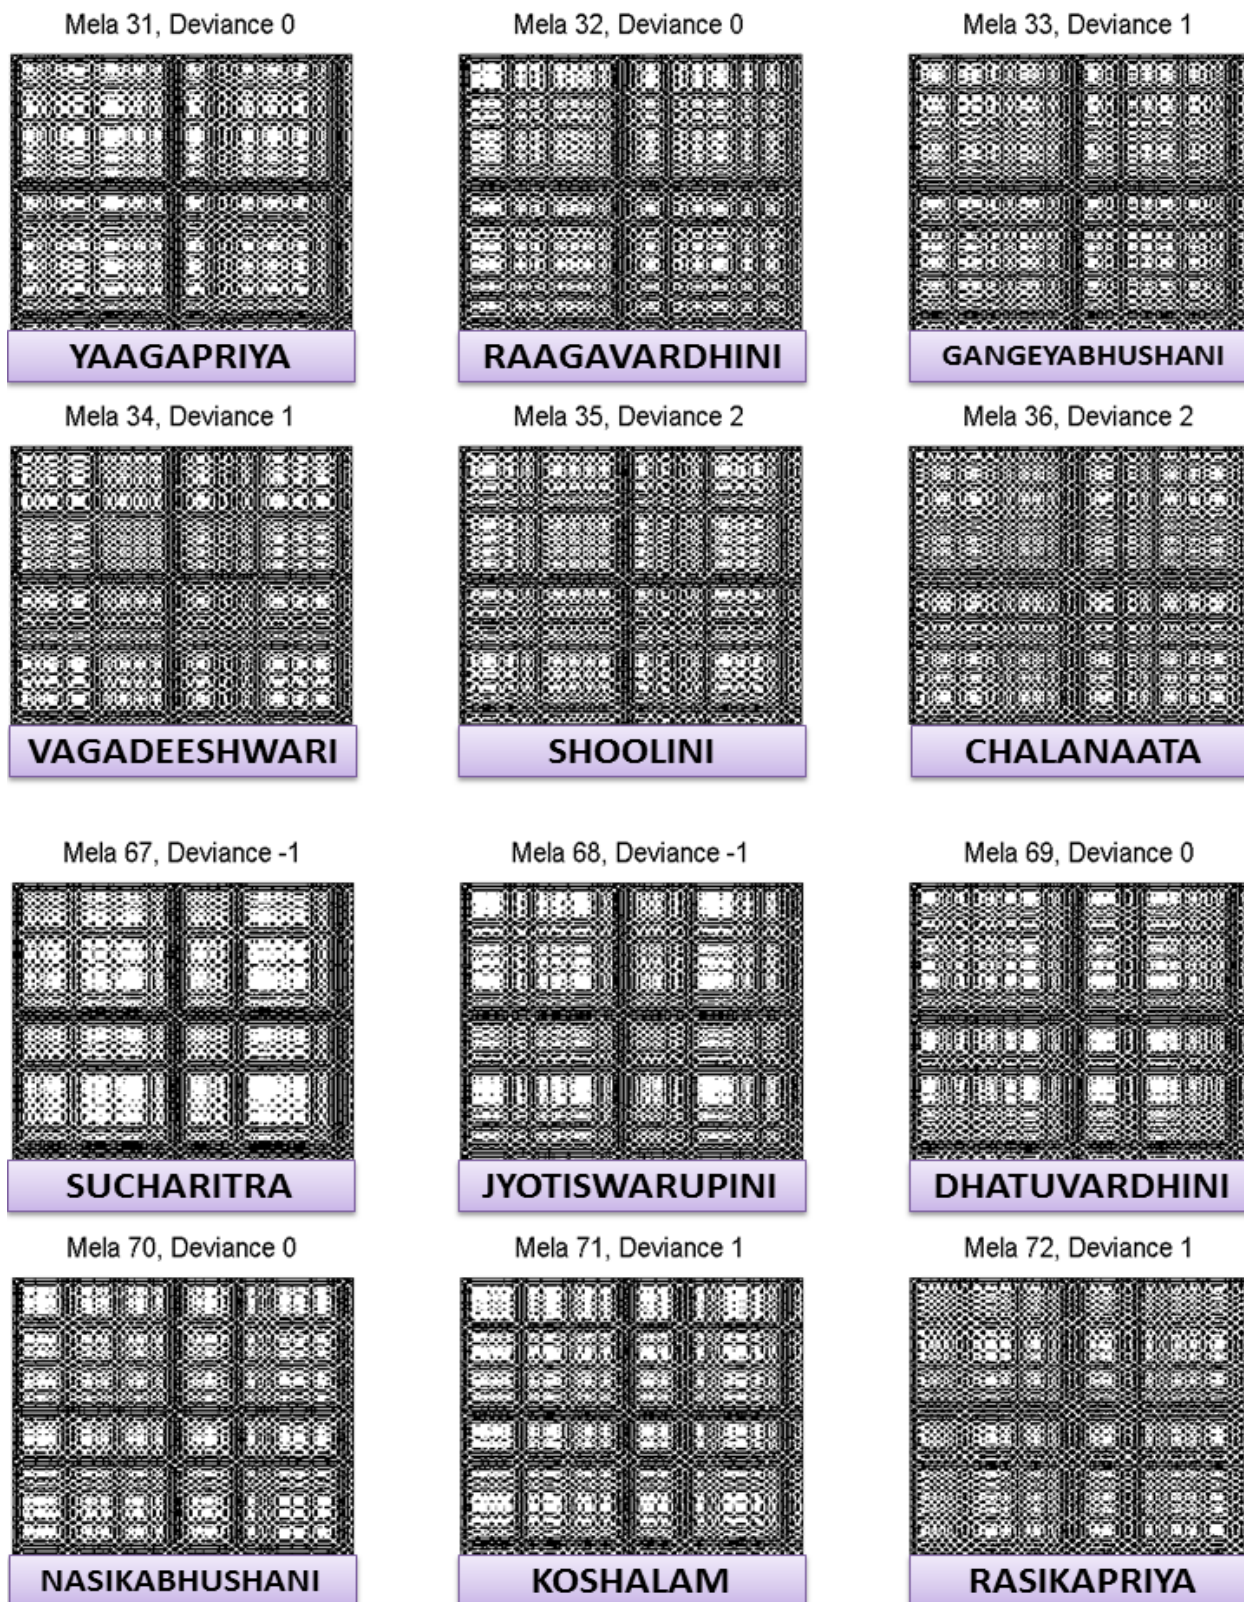 Mela 31, Deviance 0
Mela 32, Deviance 0
Mela 33, Deviance 1
YAAGAPRIYA
RAAGAVARDHINI
GANGEYABHUSHANI
Mela 34, Deviance 1
Mela 35, Deviance 2
Mela 36, Deviance 2
VAGADEESHWARI
SHOOLINI
CHALANAATA
Mela 67, Deviance -1
Mela 68, Deviance -1
Mela 69, Deviance 0
SUCHARITRA
JYOTISWARUPINI
DHATUVARDHINI
Mela 70, Deviance 0
Mela 71, Deviance 1
Mela 72, Deviance 1
NASIKABHUSHANI
KOSHALAM
RASIKAPRIYA